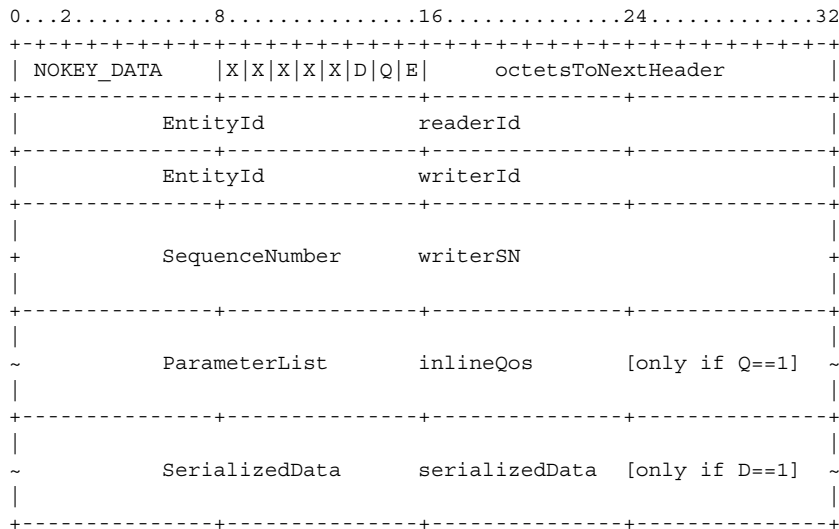 0...2...........8...............16..............24.............32
+-+-+-+-+-+-+-+-+-+-+-+-+-+-+-+-+-+-+-+-+-+-+-+-+-+-+-+-+-+-+-+-+
| NOKEY_DATA    |X|X|X|X|X|D|Q|E|     octetsToNextHeader        |
+---------------+---------------+---------------+---------------+
|           EntityId            readerId                        |
+---------------+---------------+---------------+---------------+
|           EntityId            writerId                        |
+---------------+---------------+---------------+---------------+
|                                                               |
+           SequenceNumber      writerSN                        +
|                                                               |
+---------------+---------------+---------------+---------------+
|                                                               |
~           ParameterList       inlineQos       [only if Q==1]  ~
|                                                               |
+---------------+---------------+---------------+---------------+
|                                                               |
~           SerializedData      serializedData  [only if D==1]  ~
|                                                               |
+---------------+---------------+---------------+---------------+